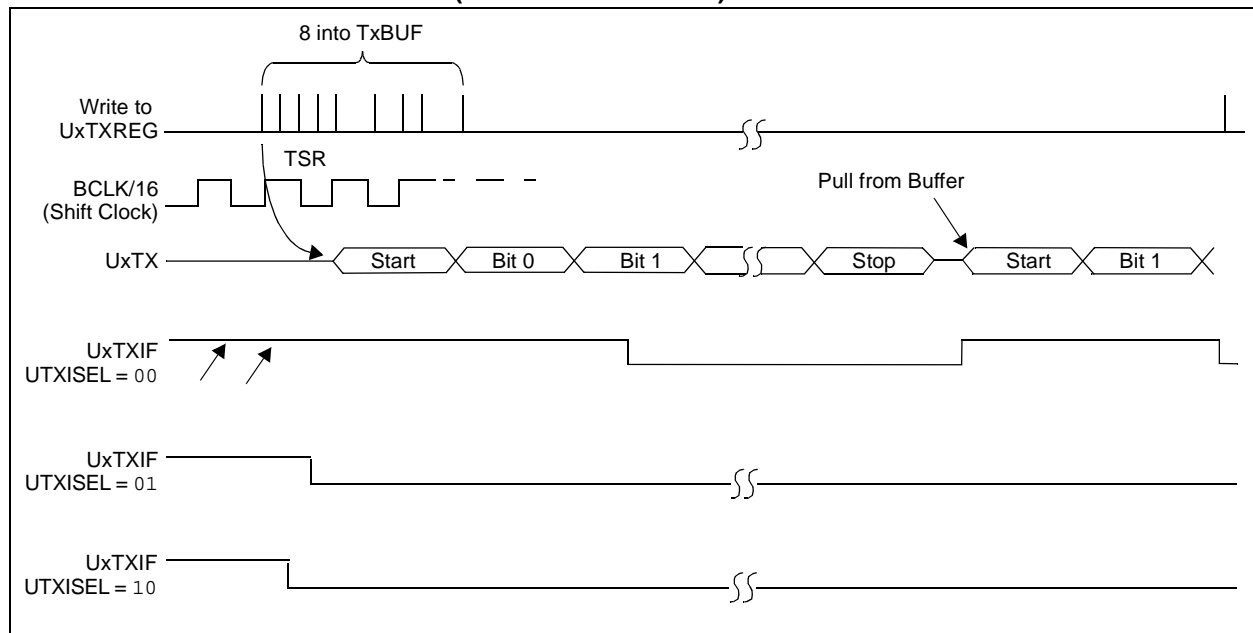 8 into TxBUF
Write to
UxTXREG
TSR
BCLK/16
(Shift Clock)
Pull from Buffer
UxTX
Start
Bit 0
Bit 1
Stop
Start
Bit 1
UxTXIF
UTXISEL = 00
UxTXIF
UTXISEL = 01
UxTXIF
UTXISEL = 10